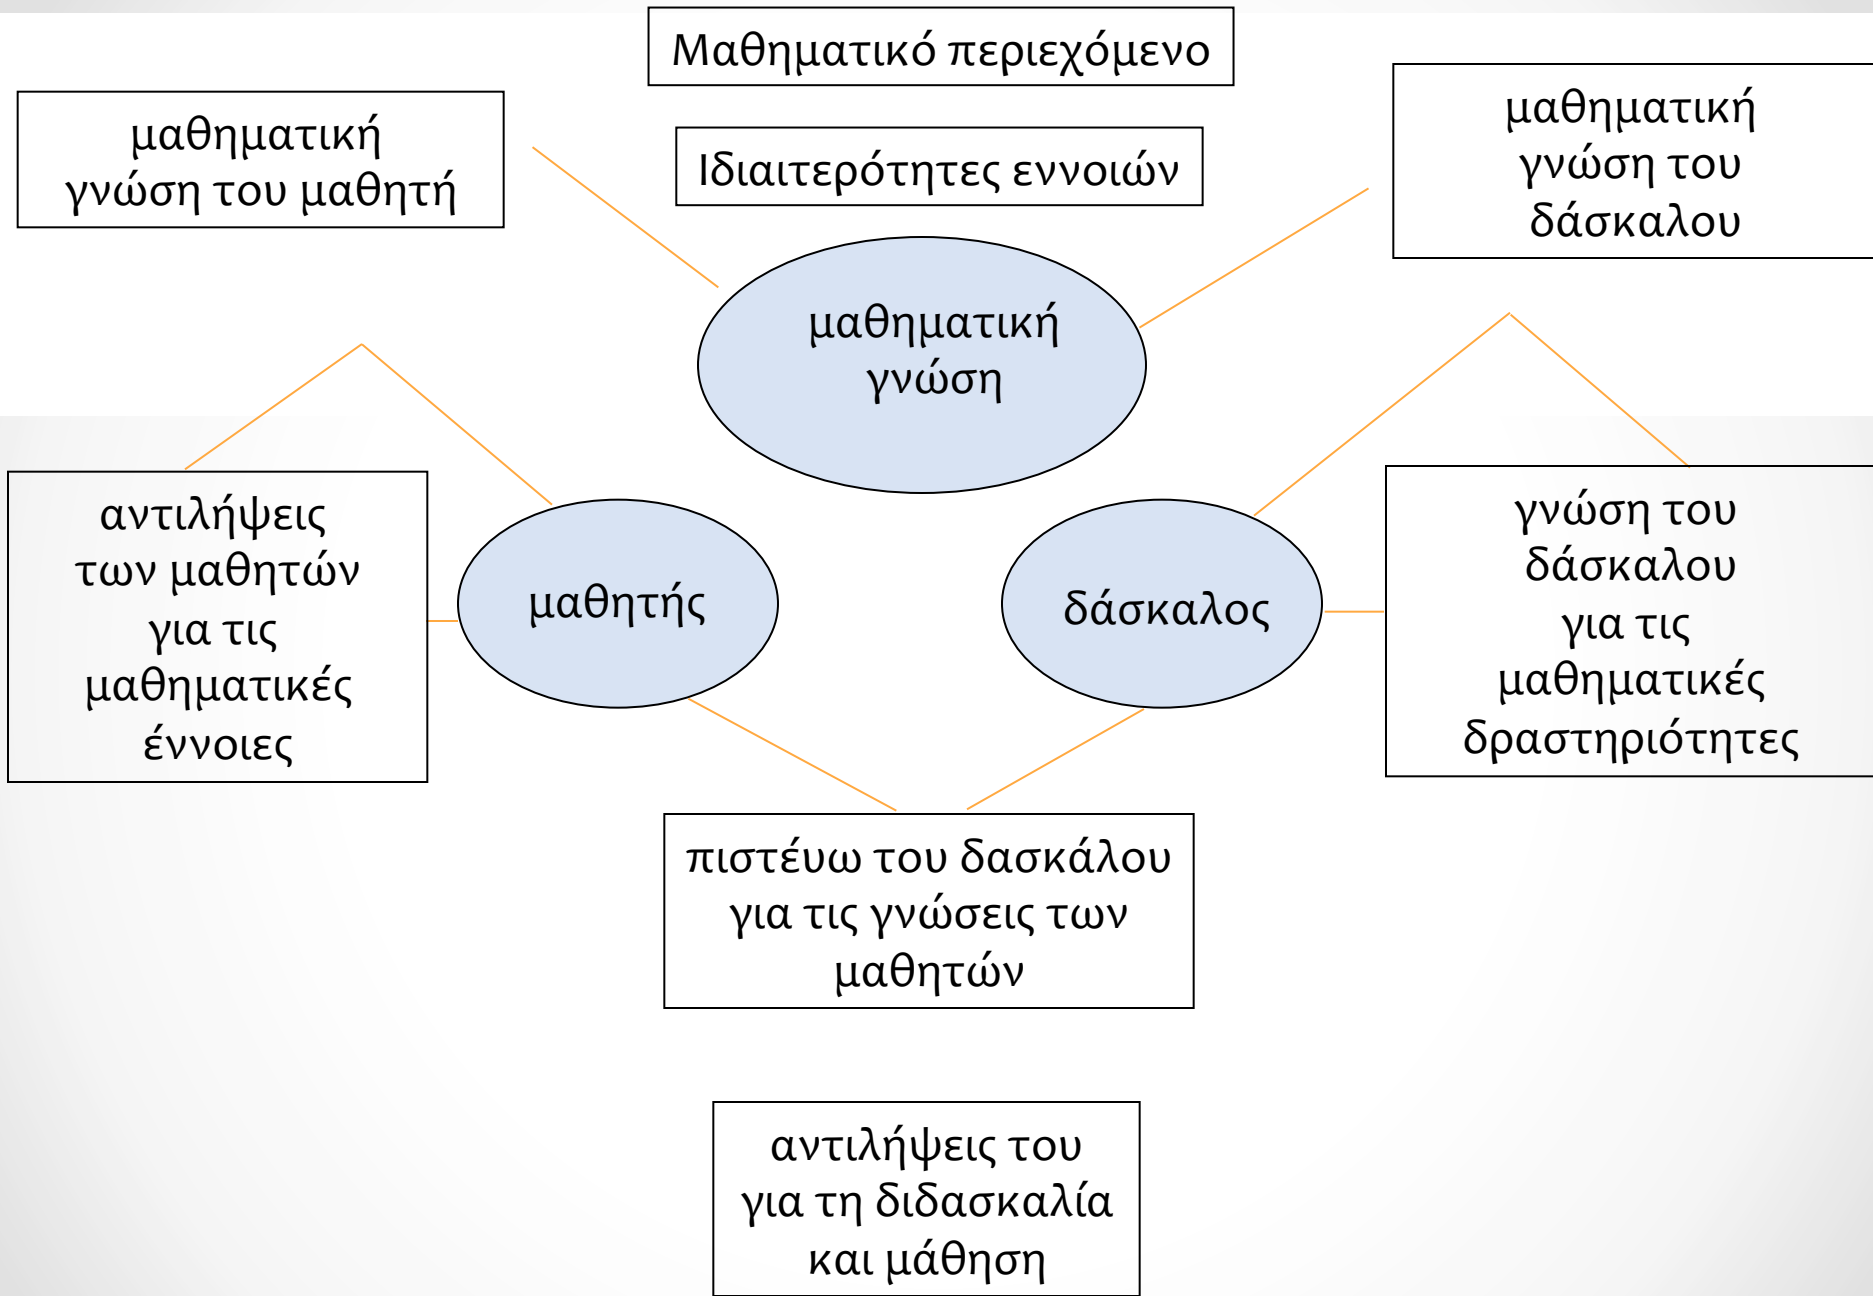 Μαθηματικό περιεχόμενο
μαθηματική
γνώση του μαθητή
Ιδιαιτερότητες εννοιών
μαθηματική
γνώση του
δάσκαλου
μαθηματική
γνώση
αντιλήψεις
των μαθητών
για τις
μαθηματικές
έννοιες
μαθητής
δάσκαλος
γνώση του
δάσκαλου
για τις
μαθηματικές
δραστηριότητες
πιστέυω του δασκάλου
για τις γνώσεις των
μαθητών
αντιλήψεις του
για τη διδασκαλία
και μάθηση